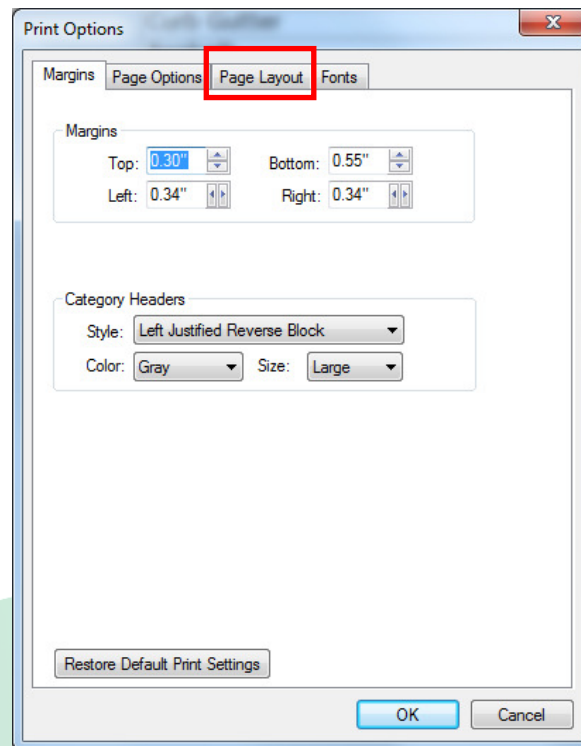 Print Options
Margins Page Options Page Layout Fonts
Margins
Top: 0.30" Bottom: 0.55"
Left: 0.34" Right: 0.34"
Category Headers
Style: Left Justified Reverse Block
Color: Gray Size: Large
Restore Default Print Settings
OK Cancel